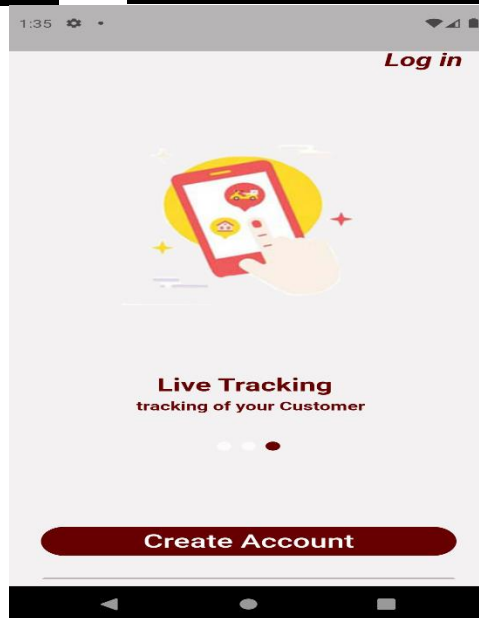 1:35
Log in
Live Tracking
tracking of your Customer
Create Account